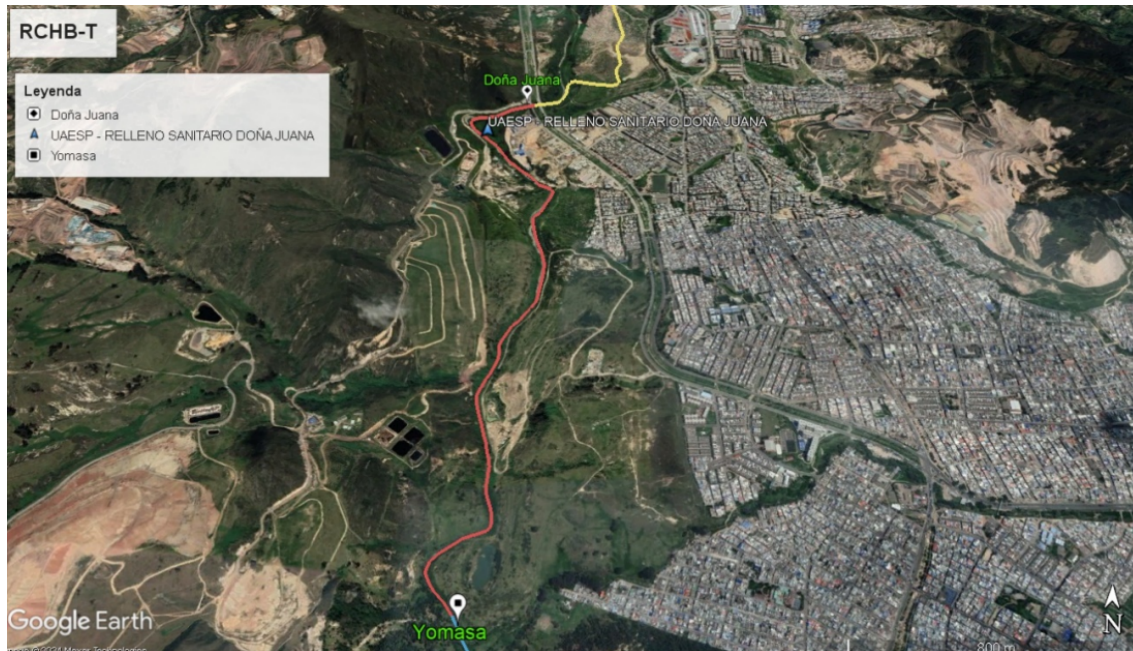 RCHB-T
Leyenda
Doña Juana
UAESP - RELLENO SANITARIO DOÑA JUANA
Yomasa
Doña Juana
UAESP - RELLENO SANITARIO DOÑA JUANA
Yomasa
Google Earth
N
800 m